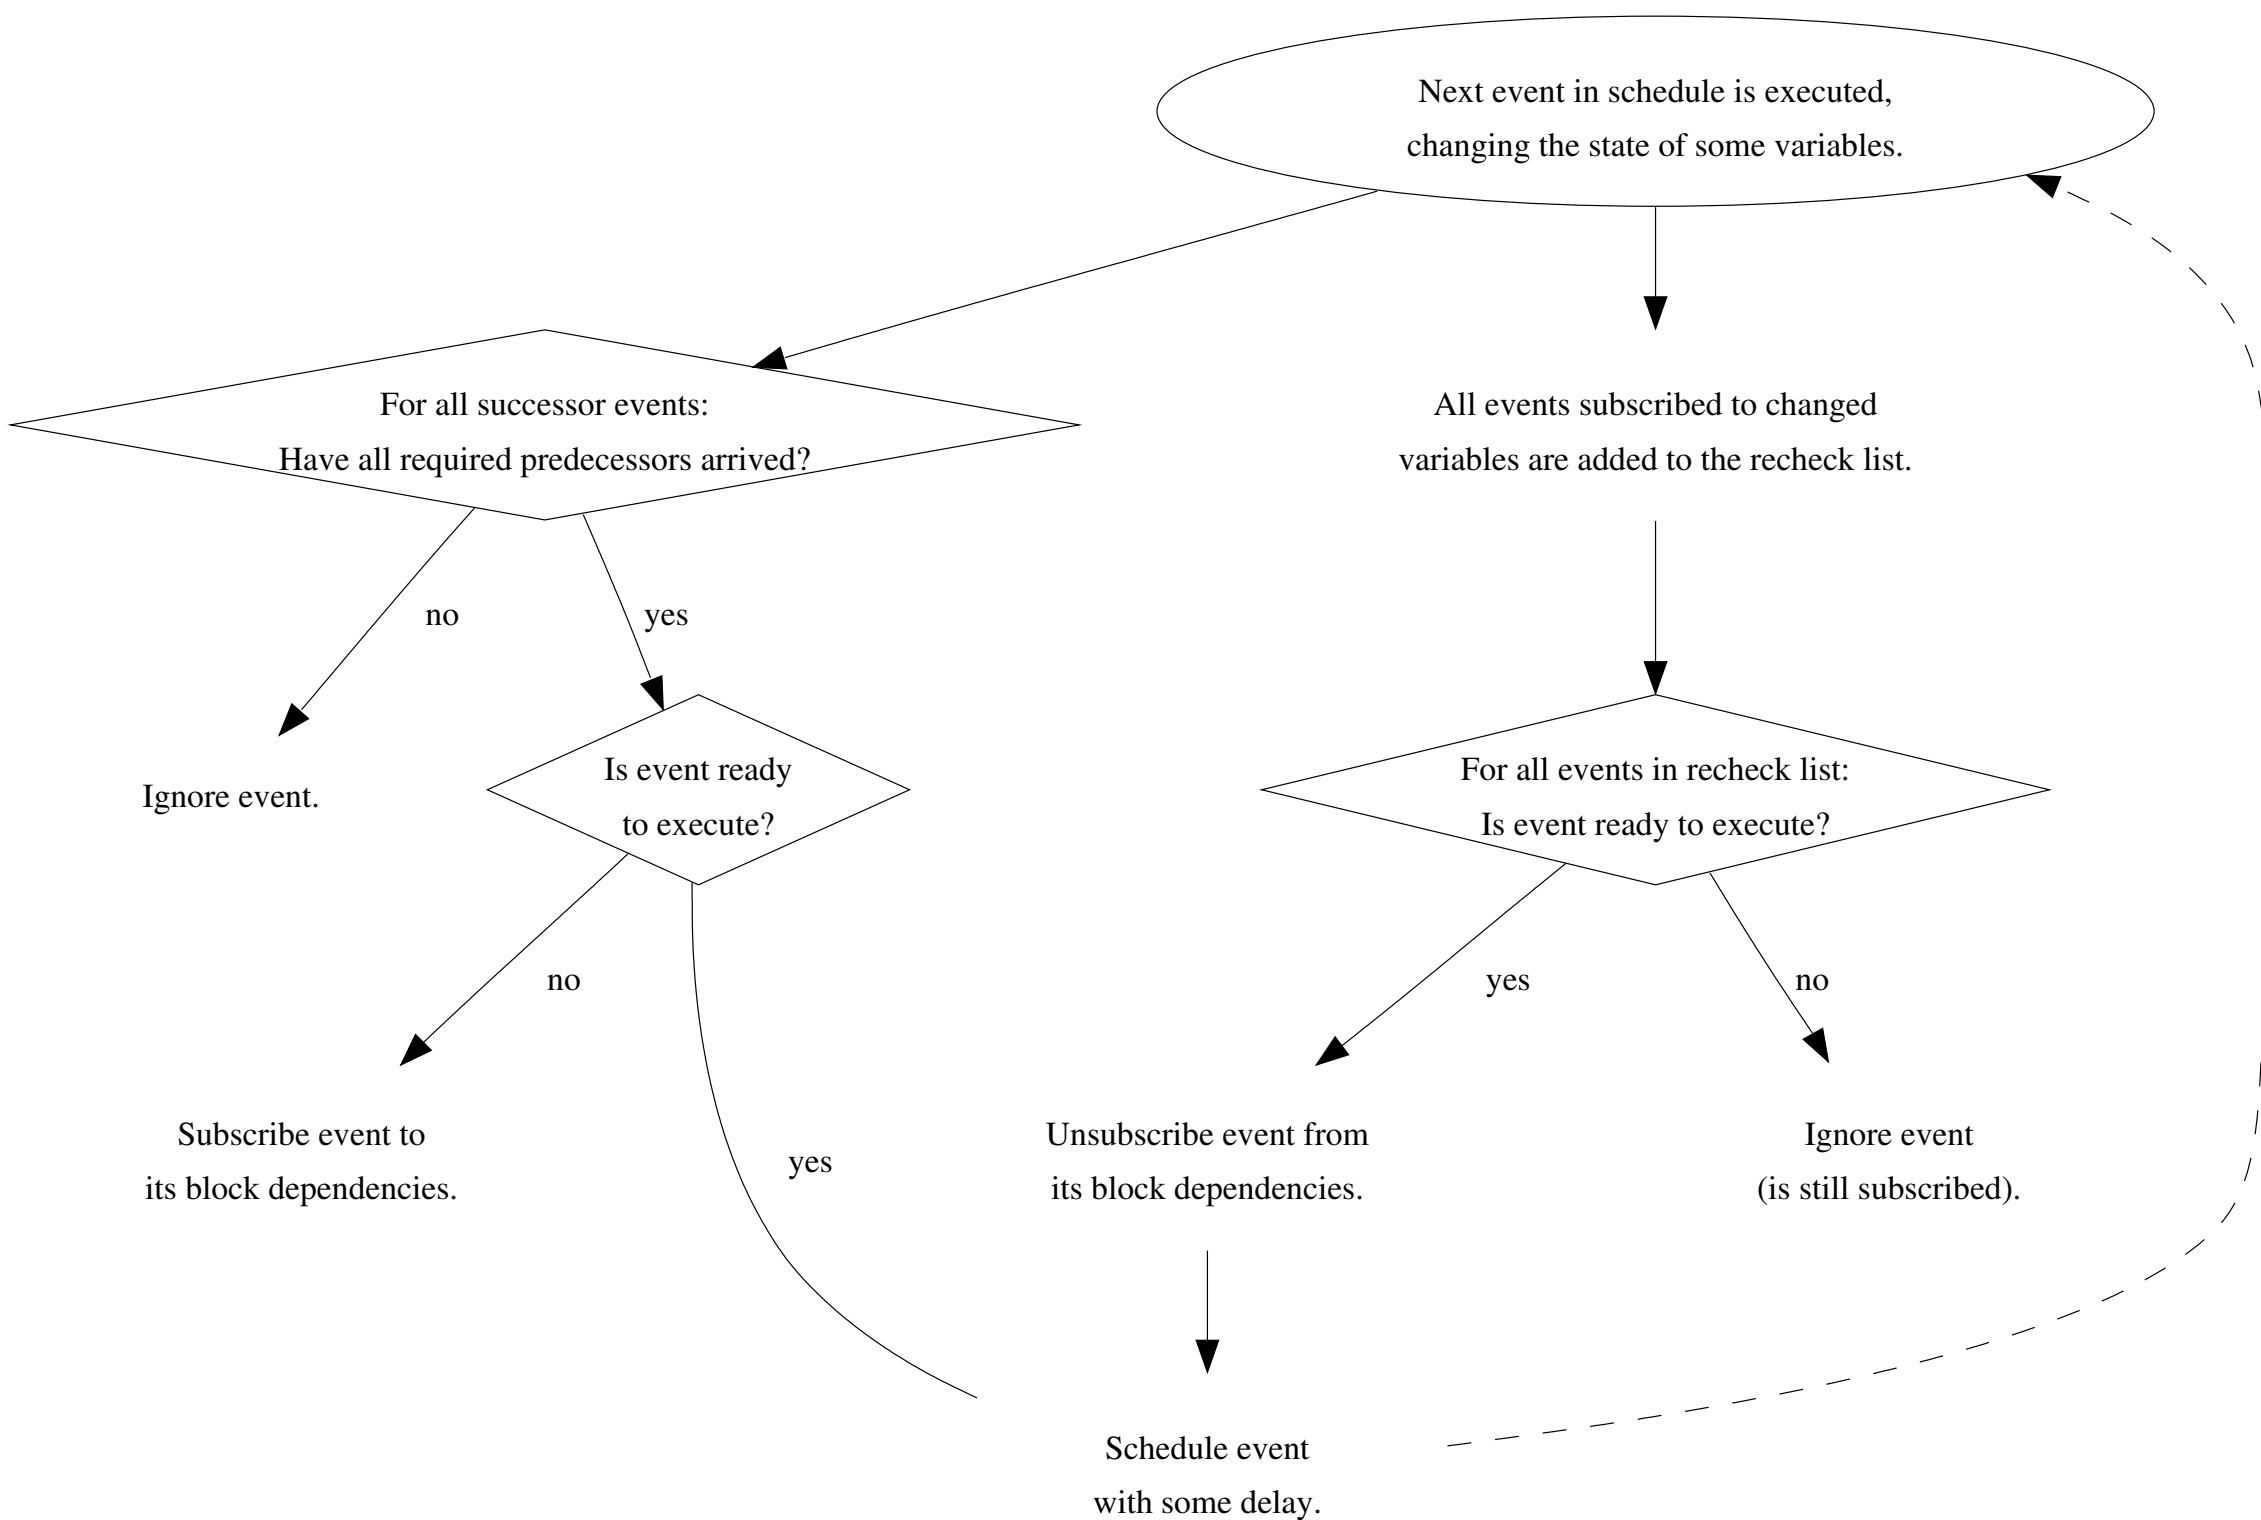 Next event in schedule is executed,
changing the state of some variables.
For all successor events:
Have all required predecessors arrived?
All events subscribed to changed
variables are added to the recheck list.
no
yes
Ignore event.
Is event ready
to execute?
For all events in recheck list:
Is event ready to execute?
no
yes
yes
no
Subscribe event to
its block dependencies.
yes
Unsubscribe event from
its block dependencies.
Ignore event
(is still subscribed).
Schedule event
with some delay.